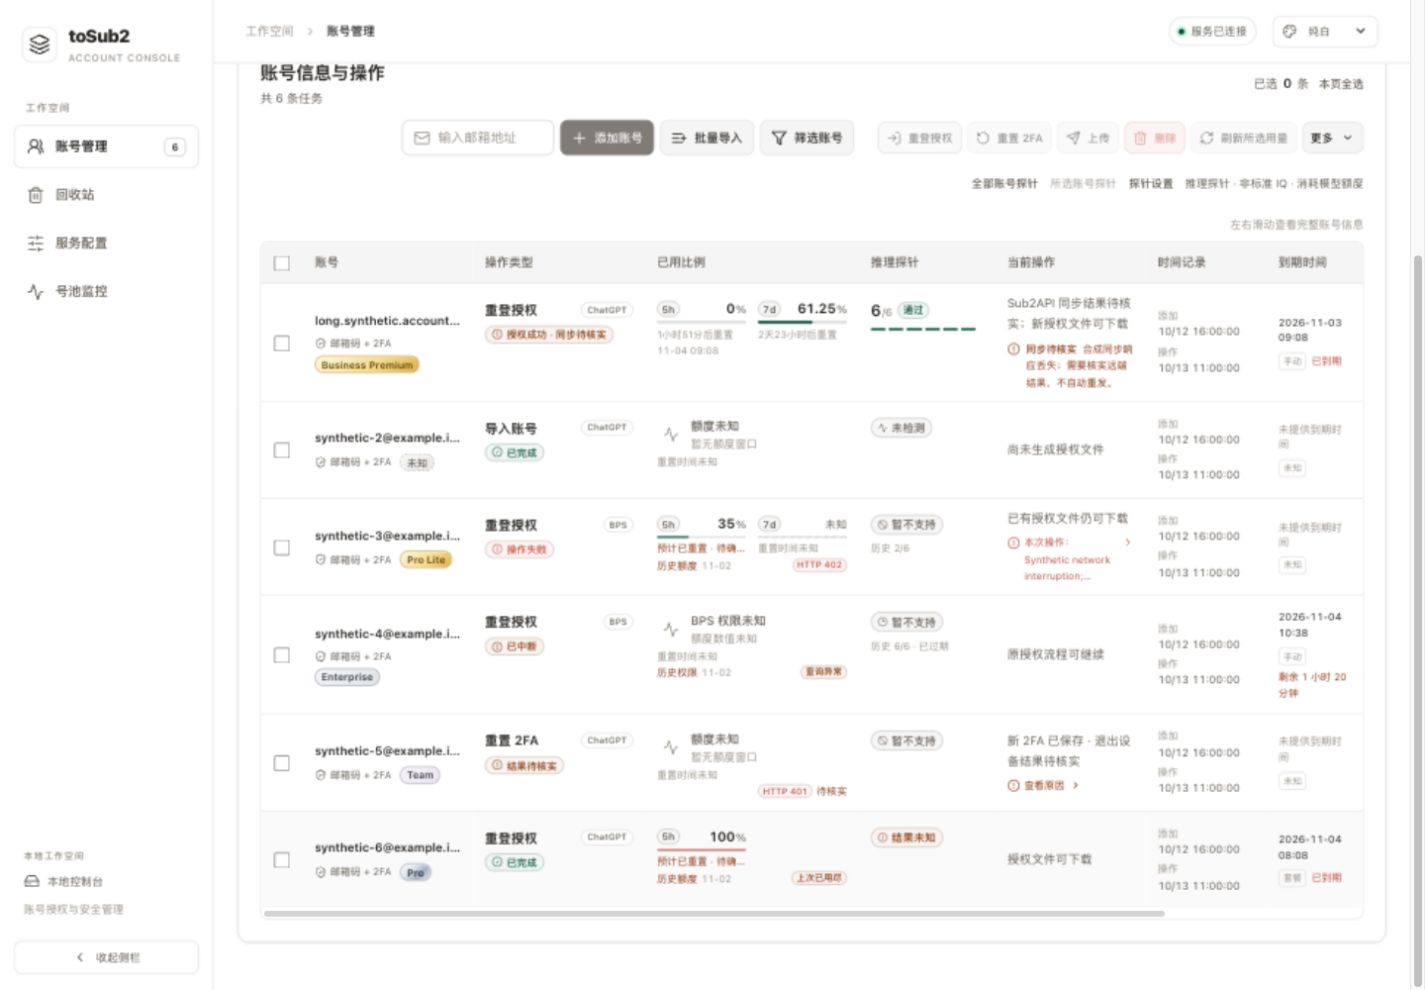 toSub2
ACCOUNT CONSOLE
工作空间
账号管理 6
回收站
服务配置
号池监控
本地工作空间
本地控制台
账号授权与安全管理
收起侧栏
工作空间 > 账号管理
服务已连接
纯白
账号信息与操作
共 6 条任务
已选 0 条 本页全选
输入邮箱地址
+ 添加账号
批量导入
筛选账号
重登授权
重置 2FA
上传
删除
刷新所选用量
更多
全部账号探针 所选账号探针 探针设置 推理探针 · 非标准 IQ · 消耗模型额度
左右滑动查看完整账号信息
账号 操作类型 已用比例 推理探针 当前操作 时间记录 到期时间
long.synthetic.account...
邮箱码 + 2FA
Business Premium
重登授权 ChatGPT
授权成功 · 同步待核实
5h 0%
1小时51分后重置
11-04 09:08
7d 61.25%
2天23小时后重置
6/6 通过
Sub2API 同步结果待核
实；新授权文件可下载
同步待核实 合成同步响
应丢失；需要核实远端
结果，不自动重发。
添加
10/12 16:00:00
操作
10/13 11:00:00
2026-11-03
09:08
手动 已到期
synthetic-2@example.i...
邮箱码 + 2FA 未知
导入账号 ChatGPT
已完成
额度未知
暂无额度窗口
重置时间未知
未检测
尚未生成授权文件
添加
10/12 16:00:00
操作
10/13 11:00:00
未提供到期时
间
未知
synthetic-3@example.i...
邮箱码 + 2FA Pro Lite
重登授权 BPS
操作失败
5h 35%
预计已重置 · 待确...
历史额度 11-02
7d 未知
重置时间未知
HTTP 402
暂不支持
历史 2/6
已有授权文件仍可下载
本次操作： >
Synthetic network
interruption;...
添加
10/12 16:00:00
操作
10/13 11:00:00
未提供到期时
间
未知
synthetic-4@example.i...
邮箱码 + 2FA
Enterprise
重登授权 BPS
已中断
BPS 权限未知
额度数值未知
重置时间未知
历史权限 11-02
查询异常
暂不支持
历史 6/6 · 已过期
原授权流程可继续
添加
10/12 16:00:00
操作
10/13 11:00:00
2026-11-04
10:38
手动
剩余 1 小时 20
分钟
synthetic-5@example.i...
邮箱码 + 2FA Team
重置 2FA ChatGPT
结果待核实
额度未知
暂无额度窗口
重置时间未知
HTTP 401 待核实
暂不支持
新 2FA 已保存 · 退出设
备结果待核实
查看原因 >
添加
10/12 16:00:00
操作
10/13 11:00:00
未提供到期时
间
未知
synthetic-6@example.i...
邮箱码 + 2FA Pro
重登授权 ChatGPT
已完成
5h 100%
预计已重置 · 待确...
历史额度 11-02
上次已用尽
结果未知
授权文件可下载
添加
10/12 16:00:00
操作
10/13 11:00:00
2026-11-04
08:08
套餐 已到期